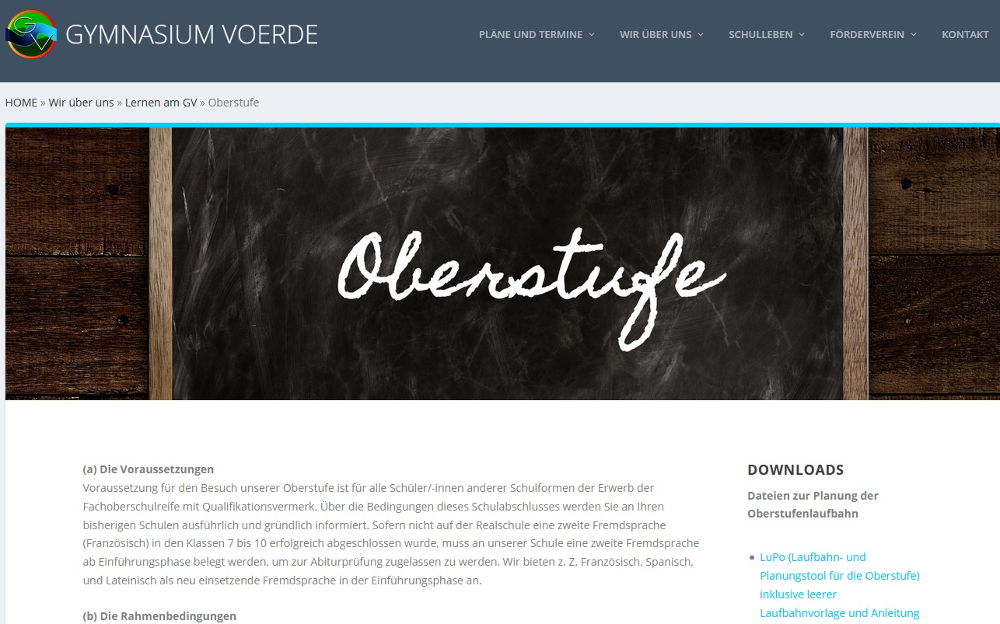 GV GYMNASIUM VOERDE
PLÄNE UND TERMINE WIR ÜBER UNS SCHULLEBEN FÖRDERVEREIN KONTAKT
HOME » Wir über uns » Lernen am GV » Oberstufe
Oberstufe
(a) Die Voraussetzungen
Voraussetzung für den Besuch unserer Oberstufe ist für alle Schüler/-innen anderer Schulformen der Erwerb der
Fachoberschulreife mit Qualifikationsvermerk. Über die Bedingungen dieses Schulabschlusses werden Sie an Ihren
bisherigen Schulen ausführlich und gründlich informiert. Sofern nicht auf der Realschule eine zweite Fremdsprache
(Französisch) in den Klassen 7 bis 10 erfolgreich abgeschlossen wurde, muss an unserer Schule eine zweite Fremdsprache
ab Einführungsphase belegt werden, um zur Abiturprüfung zugelassen zu werden. Wir bieten z. Z. Französisch, Spanisch,
und Lateinisch als neu einsetzende Fremdsprache in der Einführungsphase an.
(b) Die Rahmenbedingungen
DOWNLOADS
Dateien zur Planung der
Oberstufenlaufbahn
LuPo (Laufbahn- und
Planungstool für die Oberstufe)
inklusive leerer
Laufbahnvorlage und Anleitung